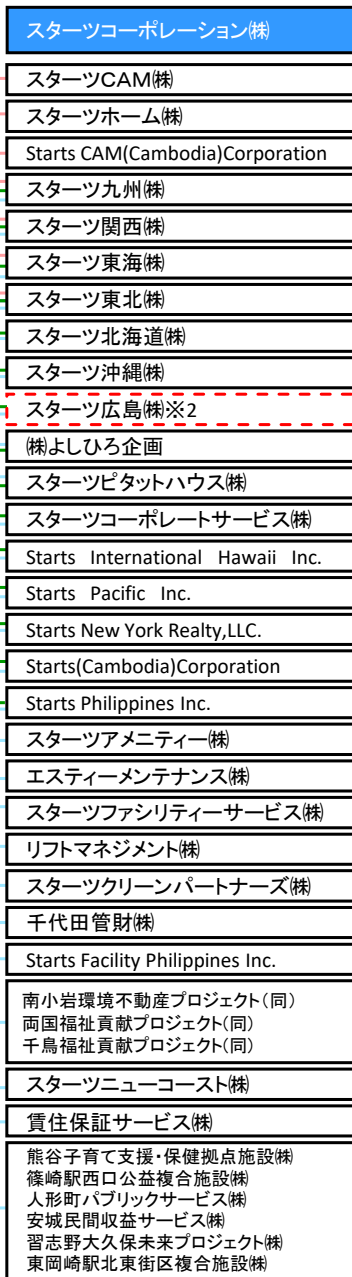 スターツコーポレーション㈱
スターツCAM㈱
スターツホーム㈱
Starts CAM(Cambodia)Corporation
スターツ九州㈱
スターツ関西㈱
スターツ東海㈱
スターツ東北㈱
スターツ北海道㈱
スターツ沖縄㈱
スターツ広島㈱※2
㈱よしひろ企画
スターツピタットハウス㈱
スターツコーポレートサービス㈱
Starts International Hawaii Inc.
Starts Pacific Inc.
Starts New York Realty,LLC.
Starts(Cambodia)Corporation
Starts Philippines Inc.
スターツアメニティー㈱
エスティーメンテナンス㈱
スターツファシリティーサービス㈱
リフトマネジメント㈱
スターツクリーンパートナーズ㈱
千代田管財㈱
Starts Facility Philippines Inc.
南小岩環境不動産プロジェクト(同)
両国福祉貢献プロジェクト(同)
千鳥福祉貢献プロジェクト(同)
スターツニューコースト㈱
賃住保証サービス㈱
熊谷子育て支援・保健拠点施設㈱
篠崎駅西口公益複合施設㈱
人形町パブリックサービス㈱
安城民間収益サービス㈱
習志野大久保未来プロジェクト㈱
東岡崎駅北東街区複合施設㈱